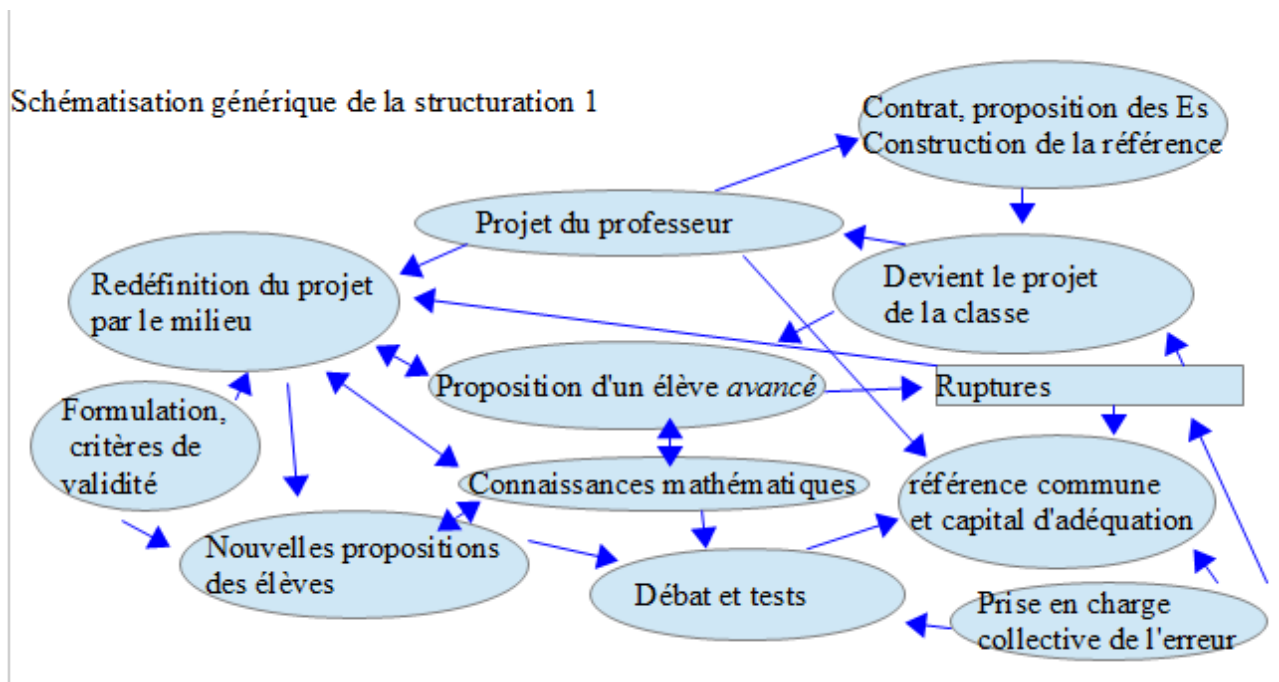 Schématisation générique de la structuration 1
Contrat, proposition des Es
Construction de la référence
Projet du professeur
Redéfinition du projet
par le milieu
Devient le projet
de la classe
Proposition d'un élève avancé
Ruptures
Formulation,
critères de
validité
Connaissances mathématiques
référence commune
et capital d'adéquation
Nouvelles propositions
des élèves
Débat et tests
Prise en charge
collective de l'erreur